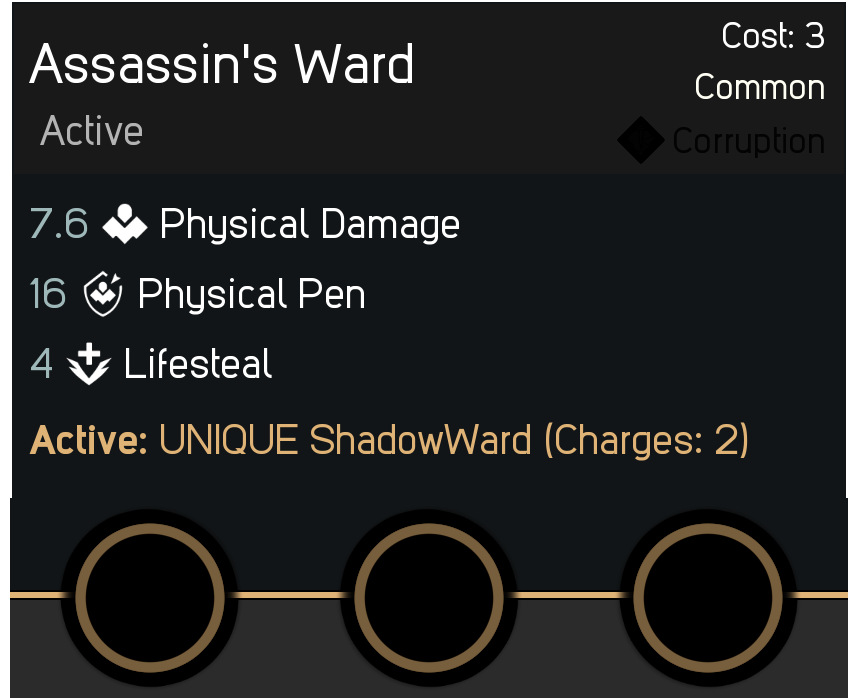 Assassin's Ward
Cost: 3
Common
Active
Corruption
7.6 Physical Damage
16 Physical Pen
4 Lifesteal
Active: UNIQUE ShadowWard (Charges: 2)